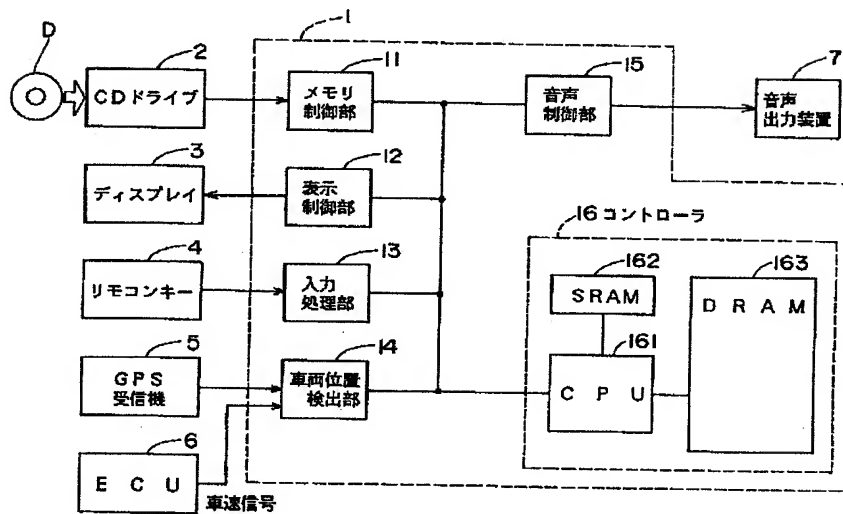 D
2
CDドライブ
3
ディスプレイ
4
リモコンキー
5
GPS
受信機
6
ECU
車速信号
1
11
メモリ
制御部
12
表示
制御部
13
入力
処理部
14
車両位置
検出部
15
音声
制御部
7
音声
出力装置
16コントローラ
162
SRAM
161
CPU
163
DRAM